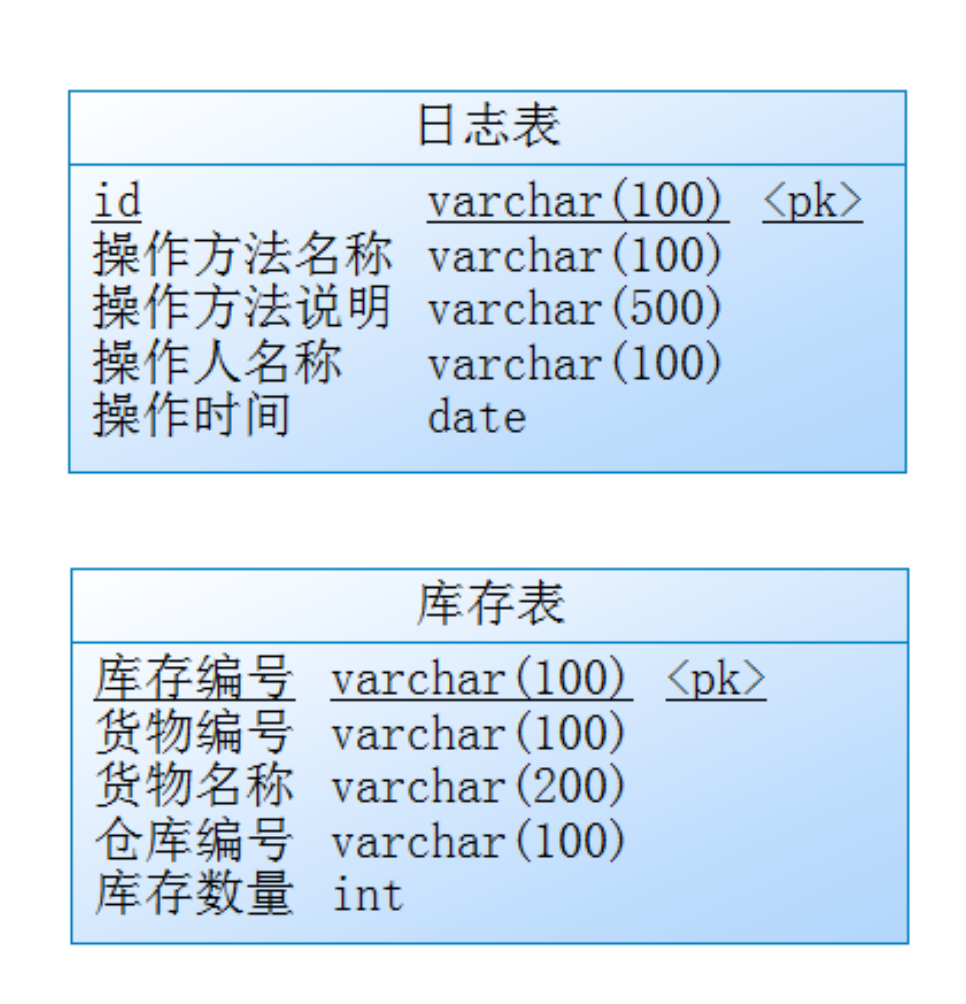 日志表
id varchar(100) <pk>
操作方法名称 varchar(100)
操作方法说明 varchar(500)
操作人名称 varchar(100)
操作时间 date
库存表
库存编号 varchar(100) <pk>
货物编号 varchar(100)
货物名称 varchar(200)
仓库编号 varchar(100)
库存数量 int